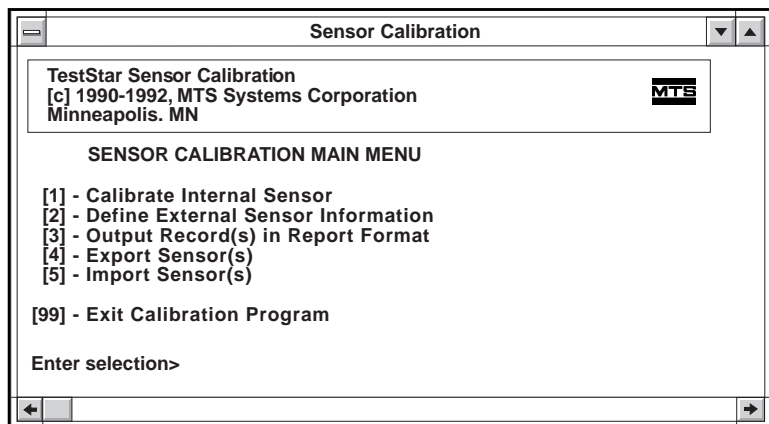 Sensor Calibration
TestStar Sensor Calibration
[c] 1990-1992, MTS Systems Corporation
Minneapolis. MN
MTS
SENSOR CALIBRATION MAIN MENU
[1] - Calibrate Internal Sensor
[2] - Define External Sensor Information
[3] - Output Record(s) in Report Format
[4] - Export Sensor(s)
[5] - Import Sensor(s)
[99] - Exit Calibration Program
Enter selection>